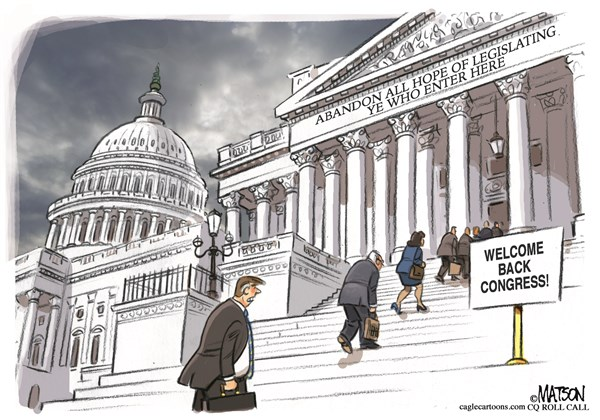 ABANDON ALL HOPE OF LEGISLATING
YE WHO ENTER HERE
WELCOME
BACK
CONGRESS!
©MATSON
caglecartoons.com CQ ROLL CALL